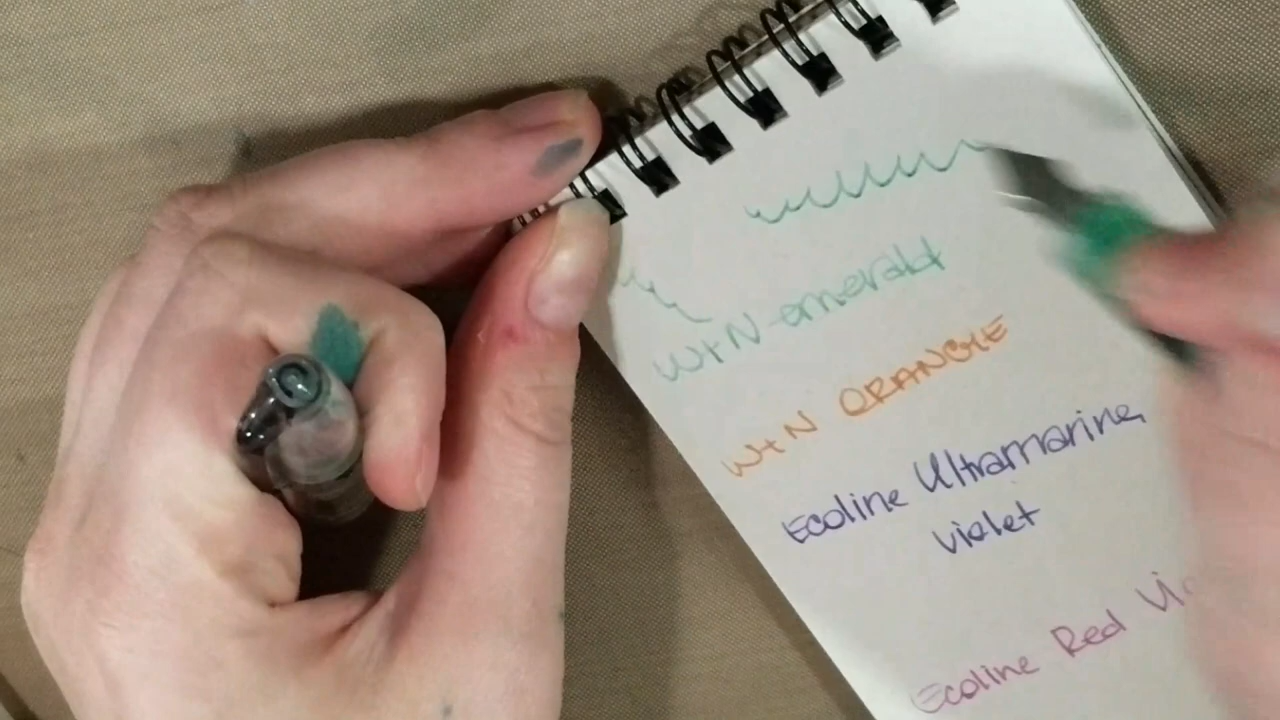 W+N-emerald
W+N ORANGE
Ecoline Ultramarine
violet
Ecoline Red